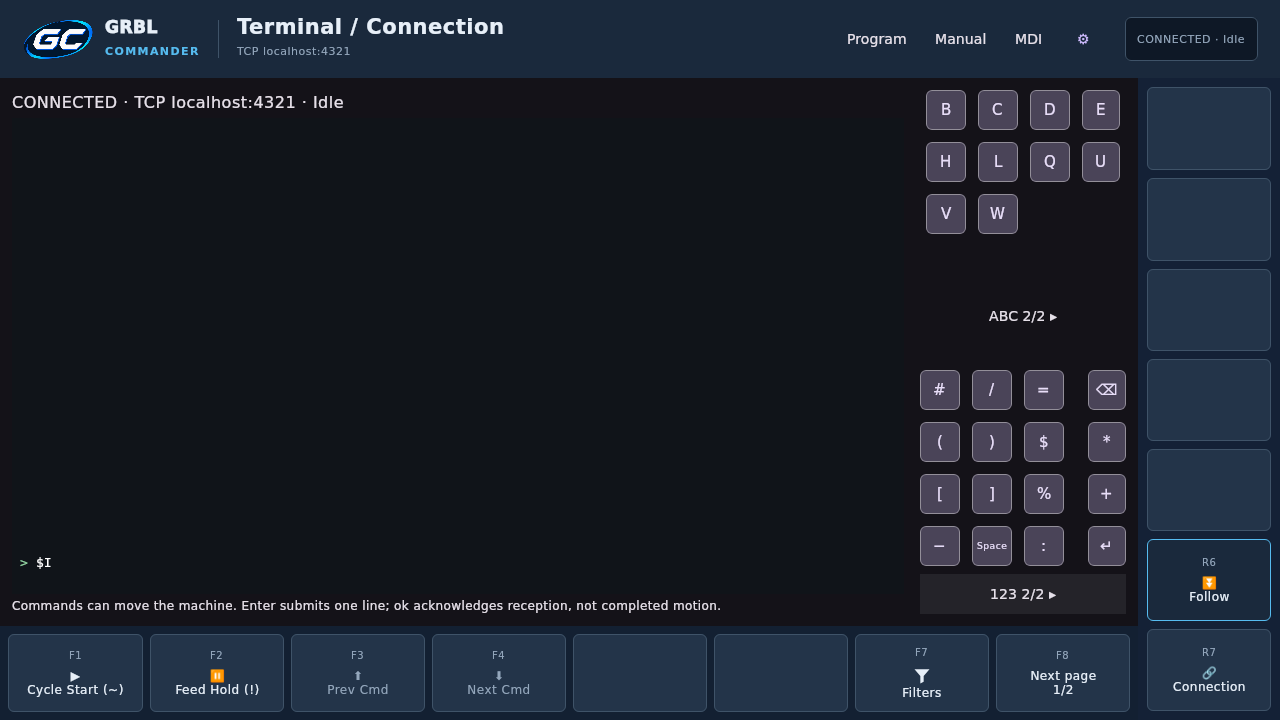 GC
GRBL
COMMANDER
Terminal / Connection
TCP localhost:4321
Program
Manual
MDI
⚙
CONNECTED · Idle
CONNECTED · TCP localhost:4321 · Idle
B C D E
H L Q U
V W
ABC 2/2 ▸
# / = ⌫
( ) $ *
[ ] % +
− Space : ↵
123 2/2 ▸
> $I
Commands can move the machine. Enter submits one line; ok acknowledges reception, not completed motion.
R6
⏬
Follow
R7
🔗
Connection
F1
▶
Cycle Start (~)
F2
⏸
Feed Hold (!)
F3
⬆
Prev Cmd
F4
⬇
Next Cmd
F7
Filters
F8
Next page
1/2